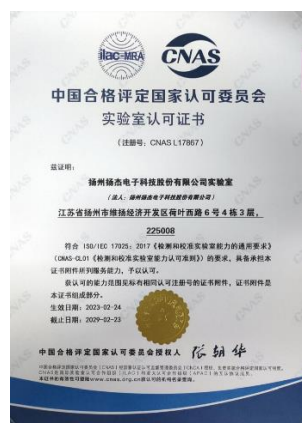 ilac-MRA
CNAS
中国合格评定国家认可委员会
实验室认可证书
（注册号：CNAS L17867）
兹证明：
扬州扬杰电子科技股份有限公司实验室
（法人：扬州扬杰电子科技股份有限公司）
江苏省扬州市维扬经济开发区荷叶西路 6 号 4 栋 3 层，
225008
符合 ISO/IEC 17025：2017《检测和校准实验室能力的通用要求》
（CNAS-CL01《检测和校准实验室能力认可准则》）的要求，具备承担本
证书附件所列服务能力，予以认可。
获认可的能力范围见标有相同认可注册号的证书附件，证书附件是
本证书组成部分。
生效日期：2023-02-24
截止日期：2029-02-23
中国合格评定国家认可委员会授权人